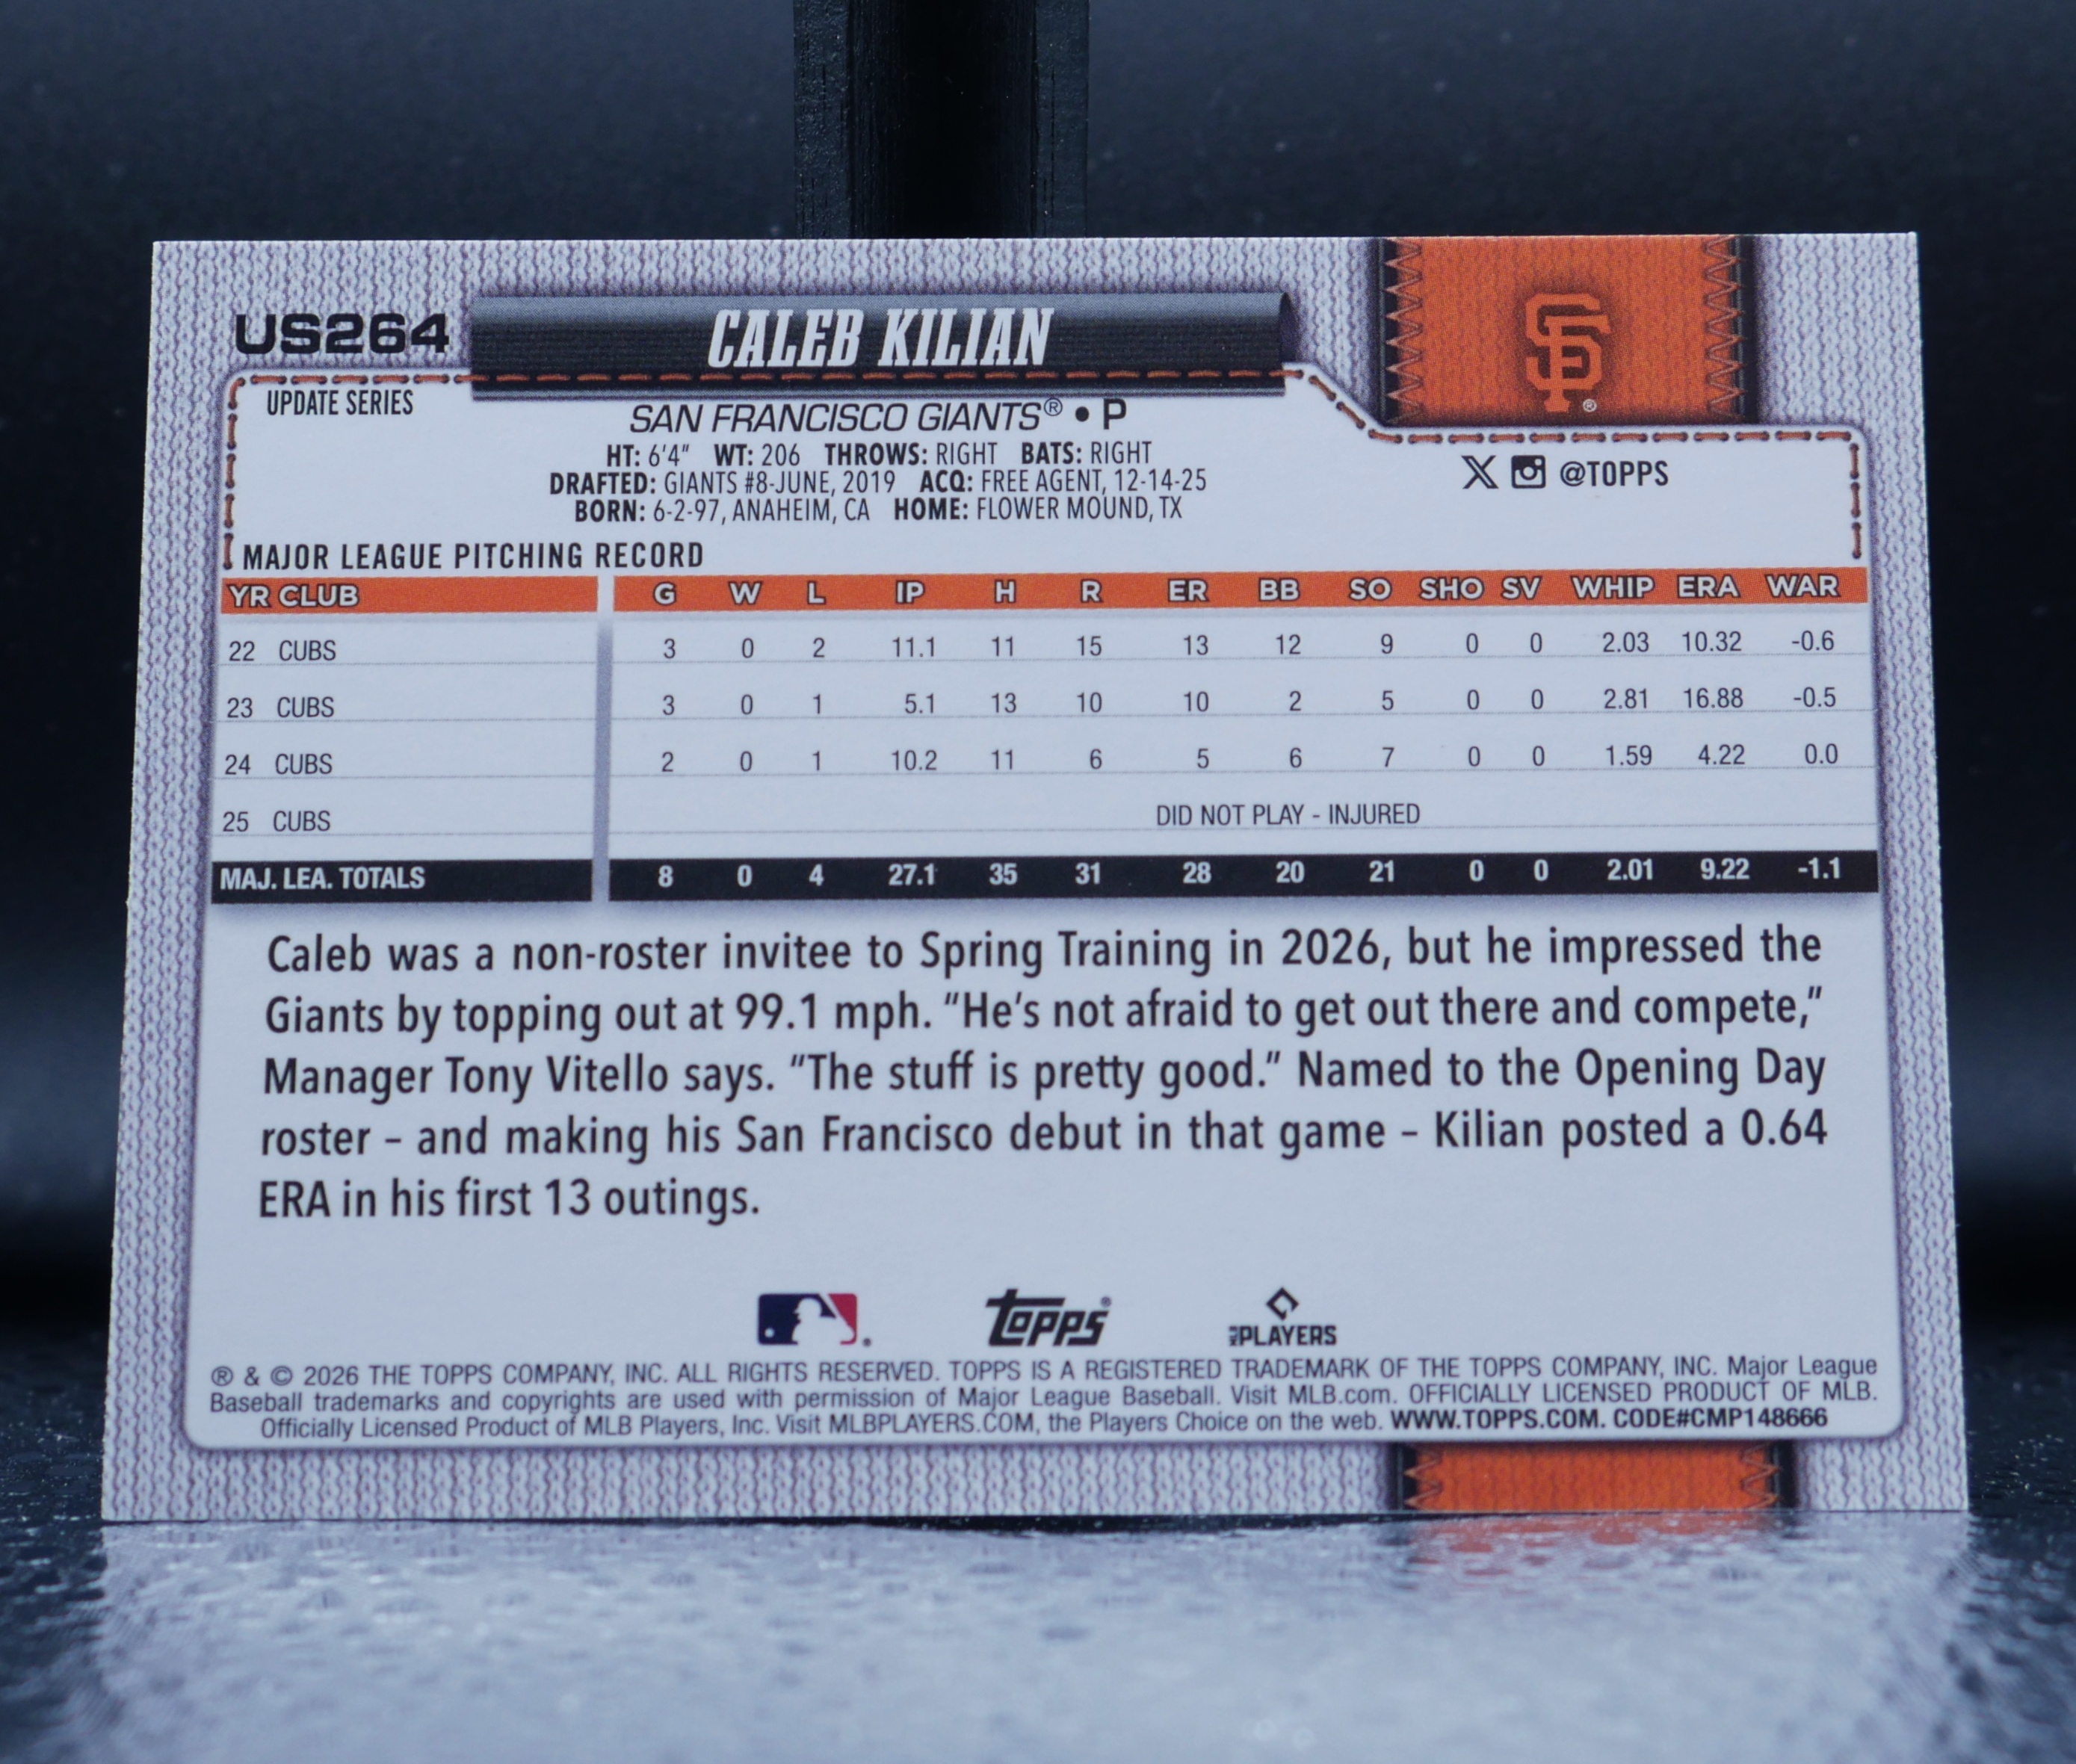 US264
CALEB KILIAN
SF®
UPDATE SERIES
SAN FRANCISCO GIANTS® • P
HT: 6'4" WT: 206 THROWS: RIGHT BATS: RIGHT
DRAFTED: GIANTS #8-JUNE, 2019 ACQ: FREE AGENT, 12-14-25
BORN: 6-2-97, ANAHEIM, CA HOME: FLOWER MOUND, TX
X @TOPPS
MAJOR LEAGUE PITCHING RECORD
YR CLUB G W L IP H R ER BB SO SHO SV WHIP ERA WAR
22 CUBS 3 0 2 11.1 11 15 13 12 9 0 0 2.03 10.32 -0.6
23 CUBS 3 0 1 5.1 13 10 10 2 5 0 0 2.81 16.88 -0.5
24 CUBS 2 0 1 10.2 11 6 5 6 7 0 0 1.59 4.22 0.0
25 CUBS DID NOT PLAY - INJURED
MAJ. LEA. TOTALS 8 0 4 27.1 35 31 28 20 21 0 0 2.01 9.22 -1.1
Caleb was a non-roster invitee to Spring Training in 2026, but he impressed the
Giants by topping out at 99.1 mph. "He's not afraid to get out there and compete,"
Manager Tony Vitello says. "The stuff is pretty good." Named to the Opening Day
roster – and making his San Francisco debut in that game – Kilian posted a 0.64
ERA in his first 13 outings.
® topps® MLB PLAYERS
® & © 2026 THE TOPPS COMPANY, INC. ALL RIGHTS RESERVED. TOPPS IS A REGISTERED TRADEMARK OF THE TOPPS COMPANY, INC. Major League
Baseball trademarks and copyrights are used with permission of Major League Baseball. Visit MLB.com. OFFICIALLY LICENSED PRODUCT OF MLB.
Officially Licensed Product of MLB Players, Inc. Visit MLBPLAYERS.COM, the Players Choice on the web. WWW.TOPPS.COM. CODE#CMP148666